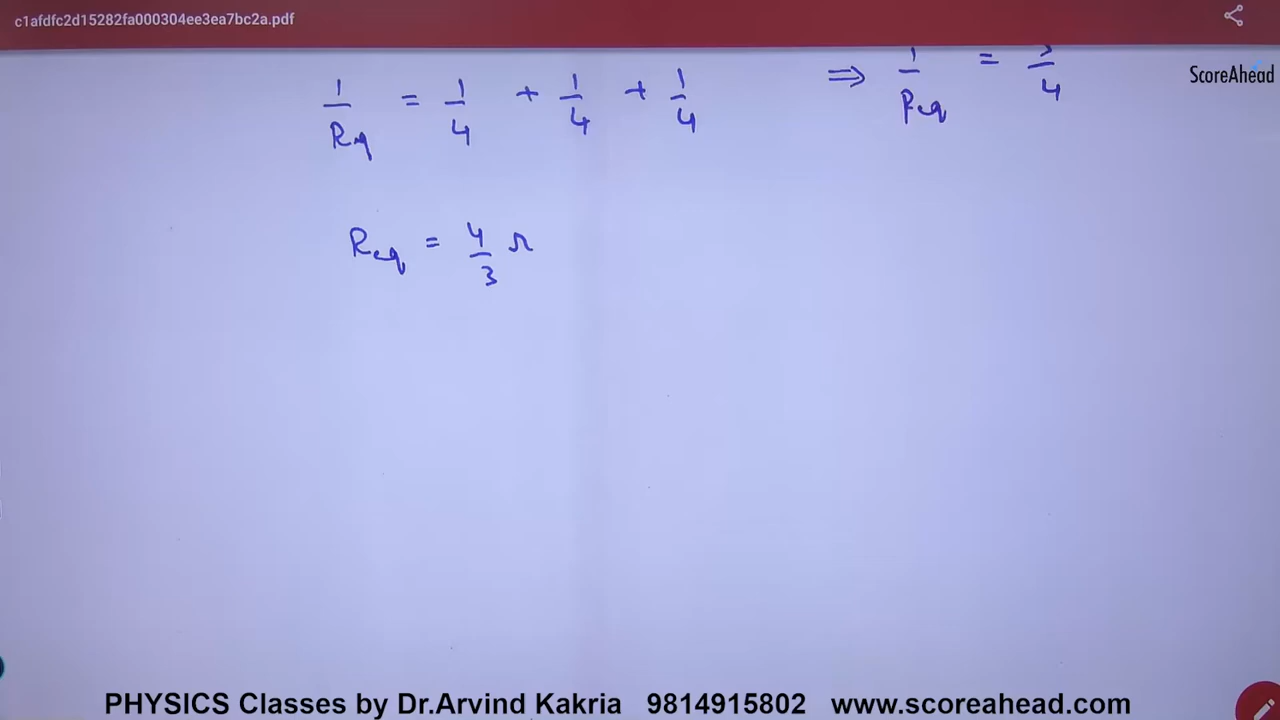 c1afdfc2d15282fa000304ee3ea7bc2a.pdf
ScoreAhead
1/Req = 1/4 + 1/4 + 1/4 ⇒ 1/Req = 3/4
Req = 4/3 Ω
PHYSICS Classes by Dr.Arvind Kakria 9814915802 www.scoreahead.com